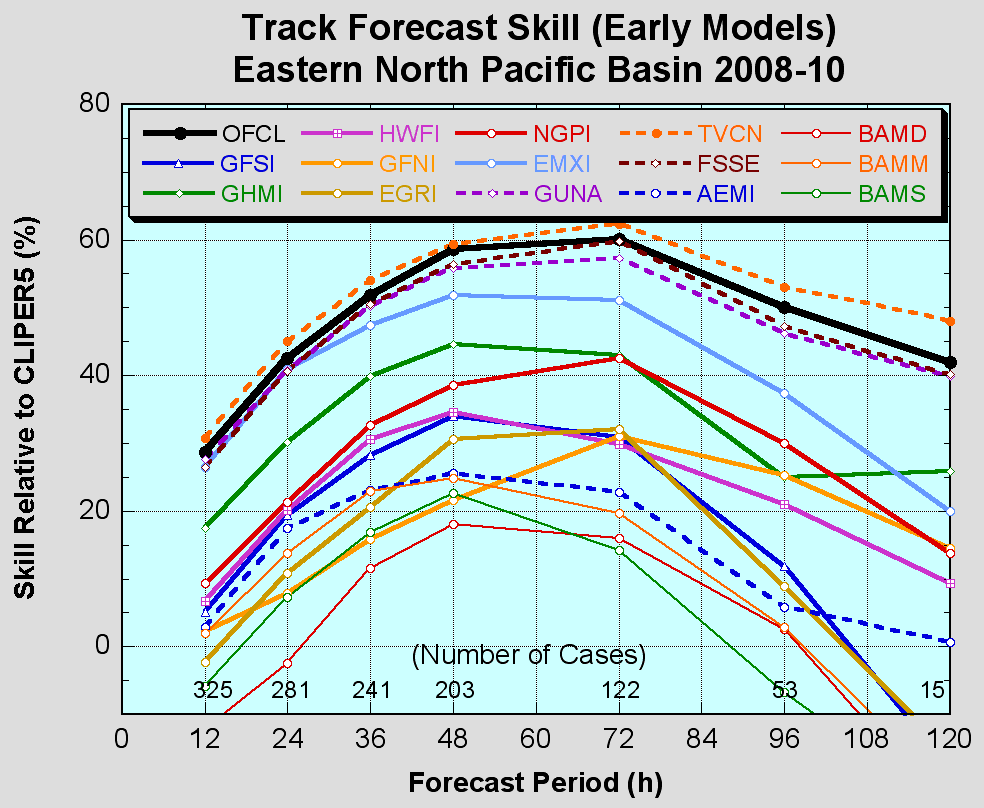 Track Forecast Skill (Early Models)
Eastern North Pacific Basin 2008-10
80
OFCL HWFI NGPI TVCN BAMD
GFSI GFNI EMXI FSSE BAMM
GHMI EGRI GUNA AEMI BAMS
60
40
20
0
Skill Relative to CLIPER5 (%)
(Number of Cases)
325 281 241 203 122 53 15
0 12 24 36 48 60 72 84 96 108 120
Forecast Period (h)